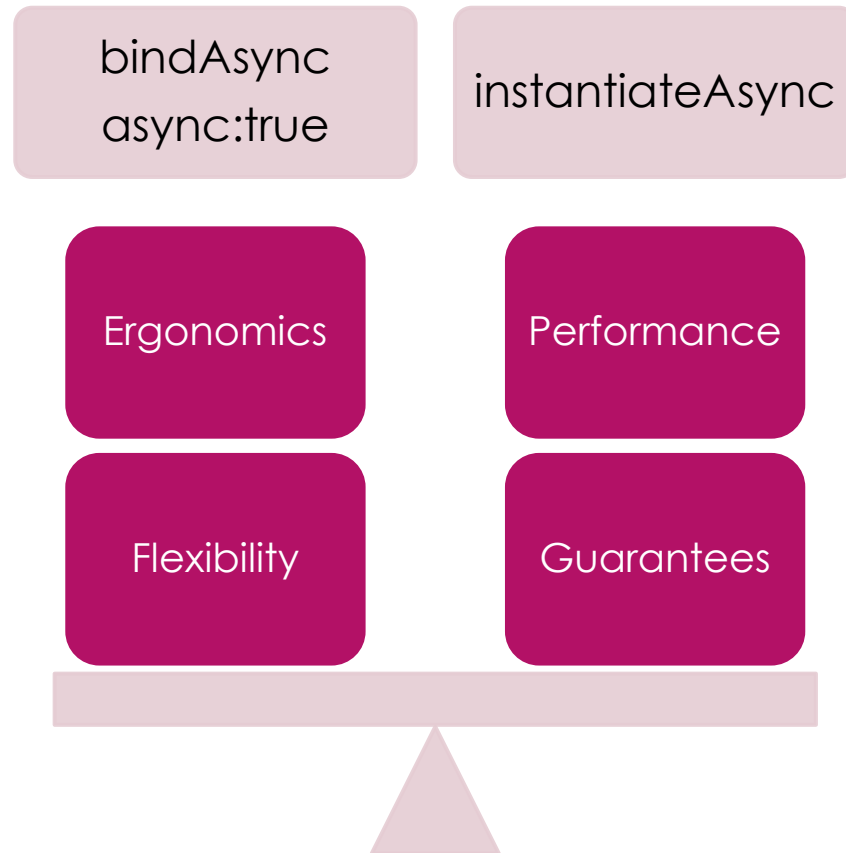 bindAsync
async:true
instantiateAsync
Ergonomics
Performance
Flexibility
Guarantees